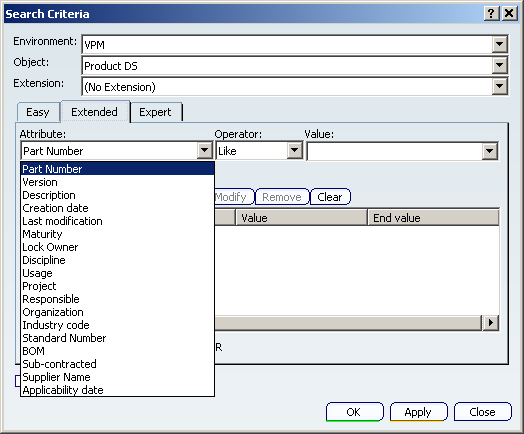 Search Criteria
?
Environment: VPM
Object: Product DS
Extension: (No Extension)
Easy Extended Expert
Attribute: Operator: Value:
Part Number Like
Part Number
Version
Description
Creation date
Last modification
Maturity
Lock Owner
Discipline
Usage
Project
Responsible
Organization
Industry code
Standard Number
BOM
Sub-contracted
Supplier Name
Applicability date
Modify Remove Clear
Value End value
R
OK Apply Close